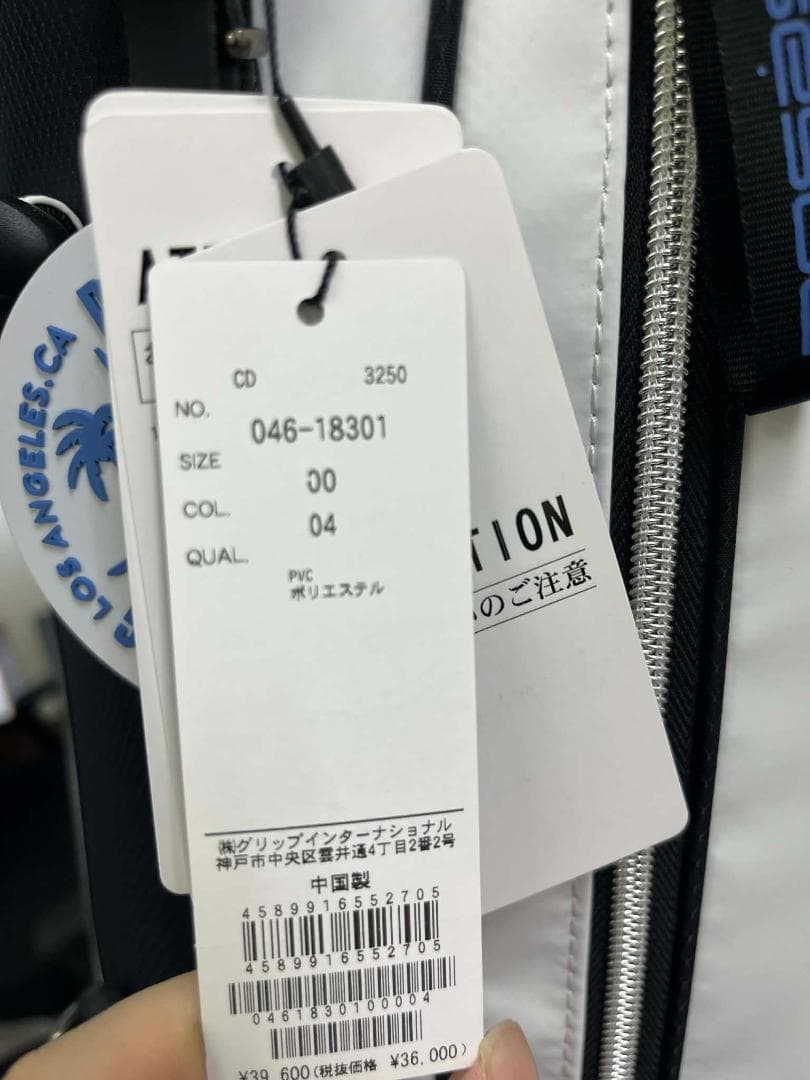 CD 3250
NO. 046-18301
SIZE 00
COL. 04
QUAL. PVC
ポリエステル
㈱グリップインターナショナル
神戸市中央区雲井通4丁目2番2号
中国製
4589916552705
4589916552705
0461830100004
¥39,600(税抜価格 ¥36,000)
TION
のご注意
LOS ANGELES.CA